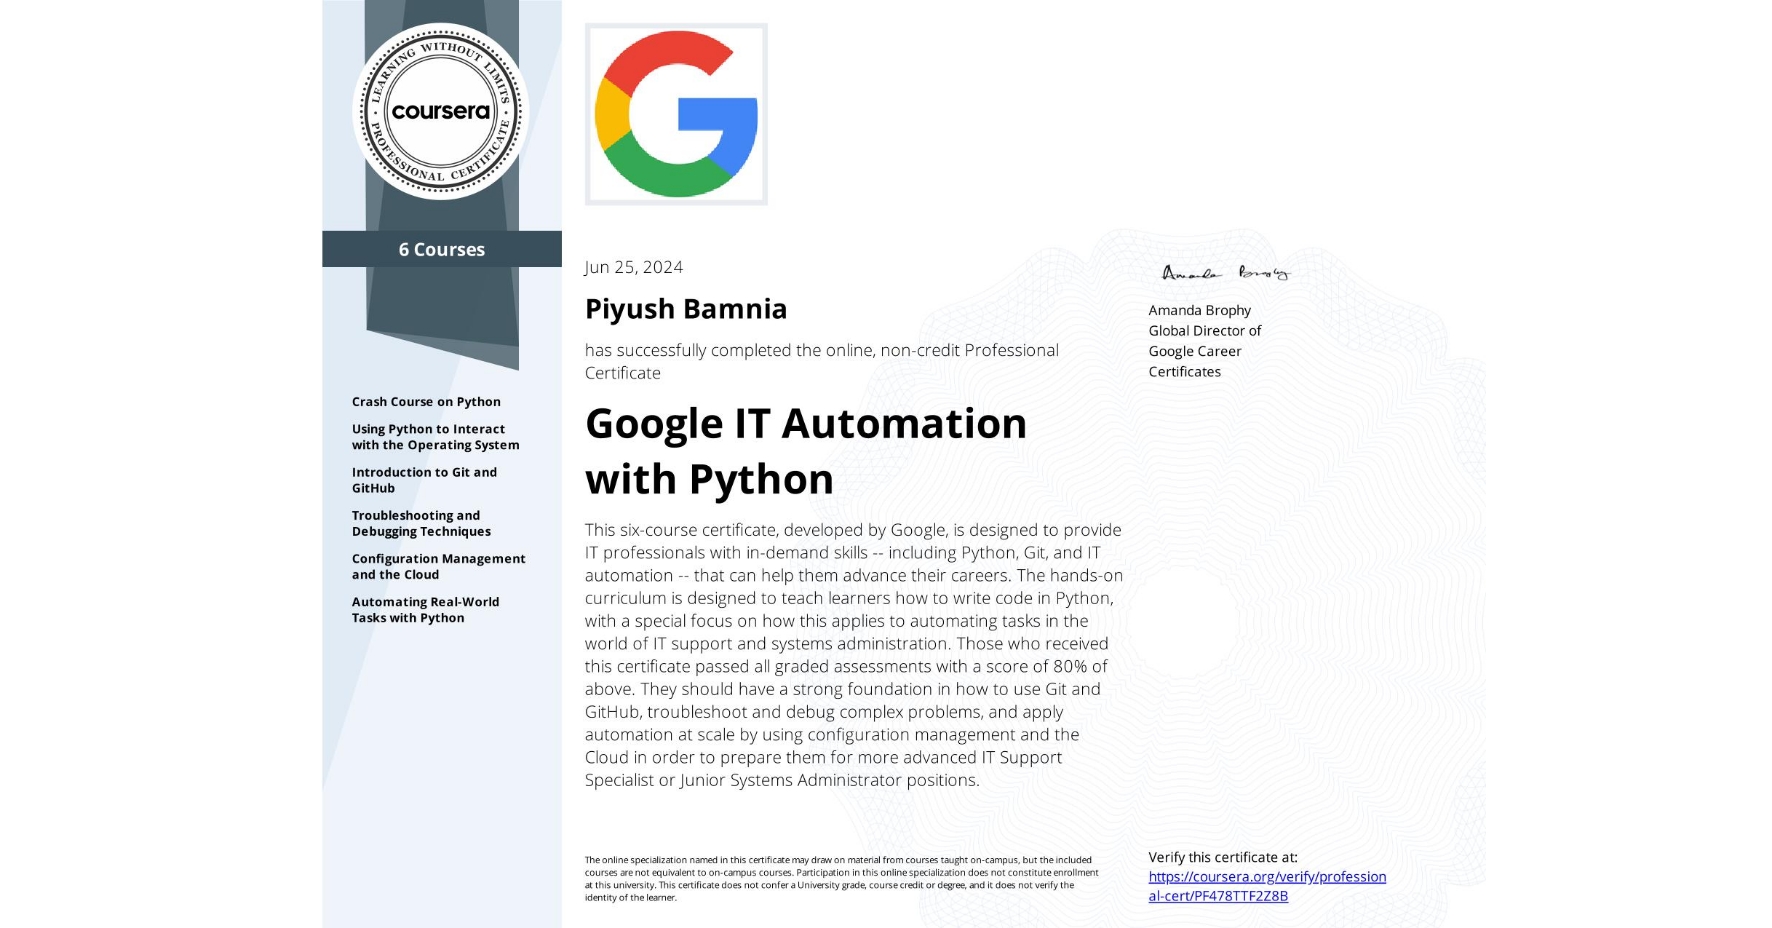 LEARNING WITHOUT LIMITS
coursera
PROFESSIONAL CERTIFICATE
6 Courses
Crash Course on Python
Using Python to Interact
with the Operating System
Introduction to Git and
GitHub
Troubleshooting and
Debugging Techniques
Configuration Management
and the Cloud
Automating Real-World
Tasks with Python
Jun 25, 2024
Piyush Bamnia
has successfully completed the online, non-credit Professional
Certificate
Google IT Automation
with Python
This six-course certificate, developed by Google, is designed to provide
IT professionals with in-demand skills -- including Python, Git, and IT
automation -- that can help them advance their careers. The hands-on
curriculum is designed to teach learners how to write code in Python,
with a special focus on how this applies to automating tasks in the
world of IT support and systems administration. Those who received
this certificate passed all graded assessments with a score of 80% of
above. They should have a strong foundation in how to use Git and
GitHub, troubleshoot and debug complex problems, and apply
automation at scale by using configuration management and the
Cloud in order to prepare them for more advanced IT Support
Specialist or Junior Systems Administrator positions.
Amanda Brophy
Amanda Brophy
Global Director of
Google Career
Certificates
The online specialization named in this certificate may draw on material from courses taught on-campus, but the included
courses are not equivalent to on-campus courses. Participation in this online specialization does not constitute enrollment
at this university. This certificate does not confer a University grade, course credit or degree, and it does not verify the
identity of the learner.
Verify this certificate at:
https://coursera.org/verify/profession
al-cert/PF478TTF2Z8B